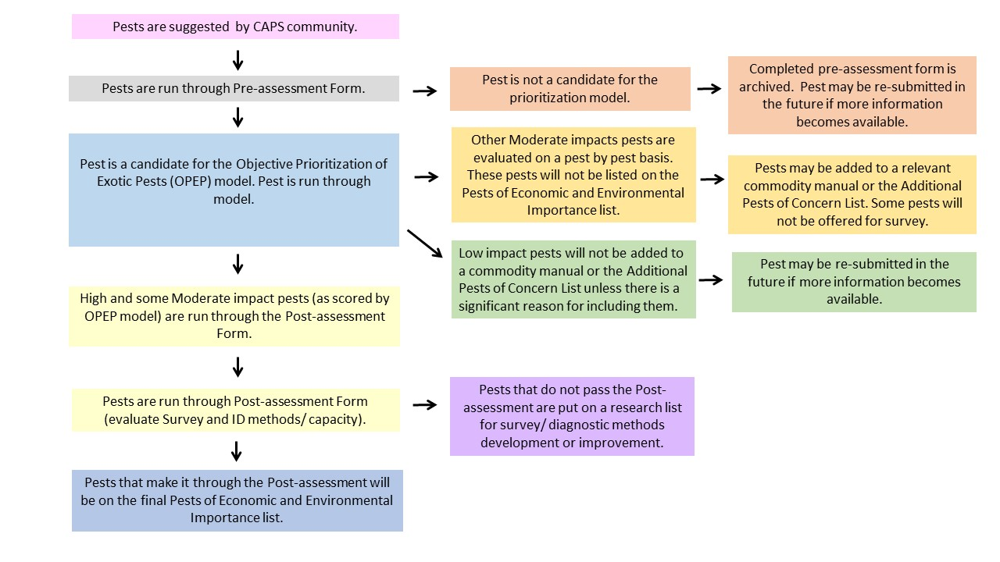 Pests are suggested by CAPS community.
Pests are run through Pre-assessment Form.
Pest is not a candidate for the
prioritization model.
Completed pre-assessment form is
archived. Pest may be re-submitted in
the future if more information
becomes available.
Pest is a candidate for the Objective Prioritization of
Exotic Pests (OPEP) model. Pest is run through
model.
Other Moderate impacts pests are
evaluated on a pest by pest basis.
These pests will not be listed on the
Pests of Economic and Environmental
Importance list.
Pests may be added to a relevant
commodity manual or the Additional
Pests of Concern List. Some pests will
not be offered for survey.
Low impact pests will not be added to
a commodity manual or the Additional
Pests of Concern List unless there is a
significant reason for including them.
Pest may be re-submitted in the
future if more information becomes
available.
High and some Moderate impact pests (as scored by
OPEP model) are run through the Post-assessment
Form.
Pests are run through Post-assessment Form
(evaluate Survey and ID methods/ capacity).
Pests that do not pass the Post-
assessment are put on a research list
for survey/ diagnostic methods
development or improvement.
Pests that make it through the Post-assessment will
be on the final Pests of Economic and Environmental
Importance list.